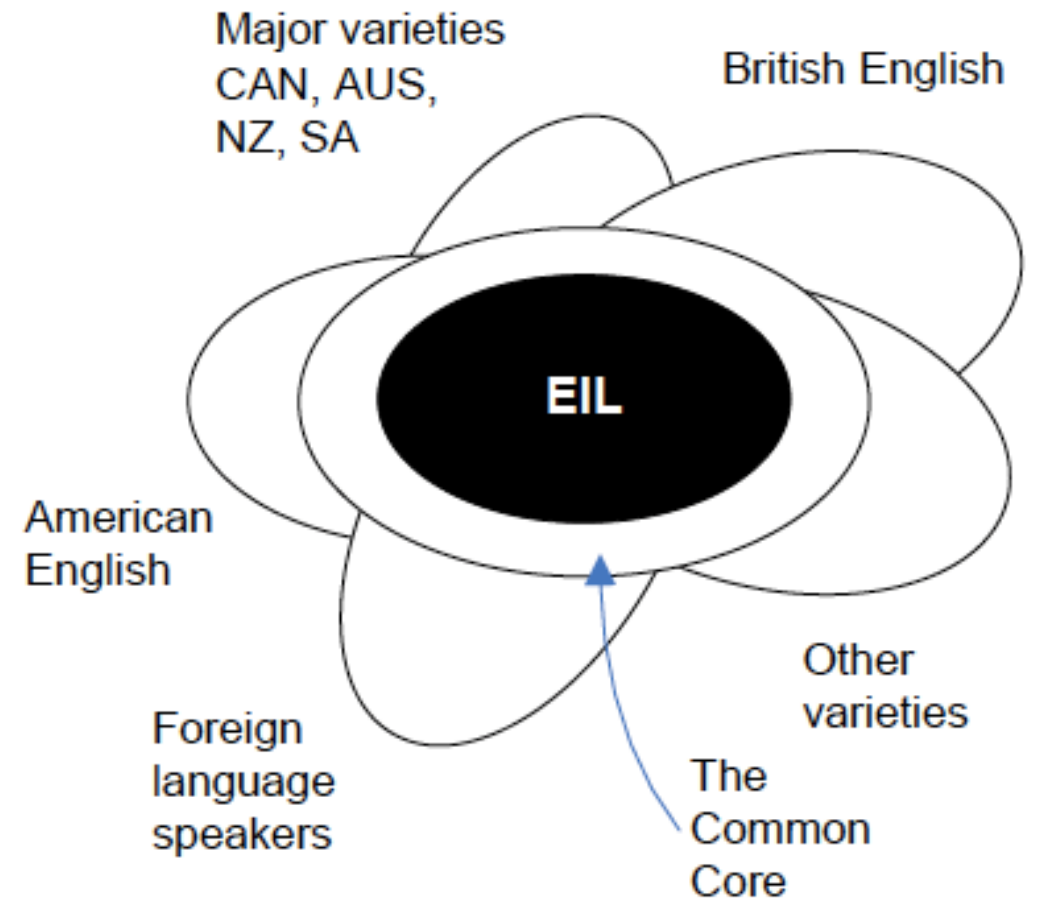 Major varieties
CAN, AUS,
NZ, SA
British English
EIL
American
English
Other
varieties
Foreign
language
speakers
The
Common
Core